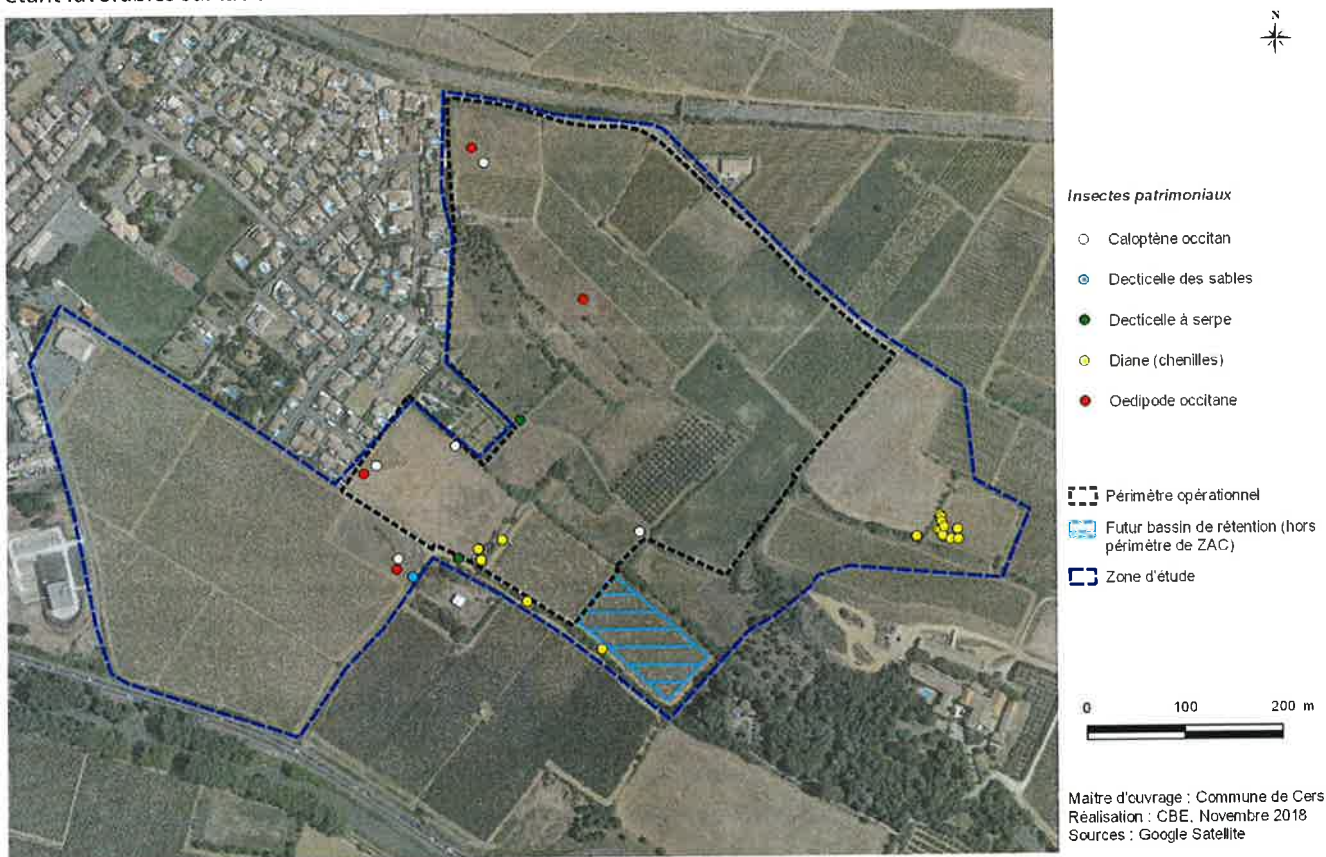 N
Insectes patrimoniaux
Caloptène occitan
Decticelle des sables
Decticelle à serpe
Diane (chenilles)
Oedipode occitane
Périmètre opérationnel
Futur bassin de rétention (hors
périmètre de ZAC)
Zone d'étude
0 100 200 m
Maître d'ouvrage : Commune de Cers
Réalisation : CBE, Novembre 2018
Sources : Google Satellite